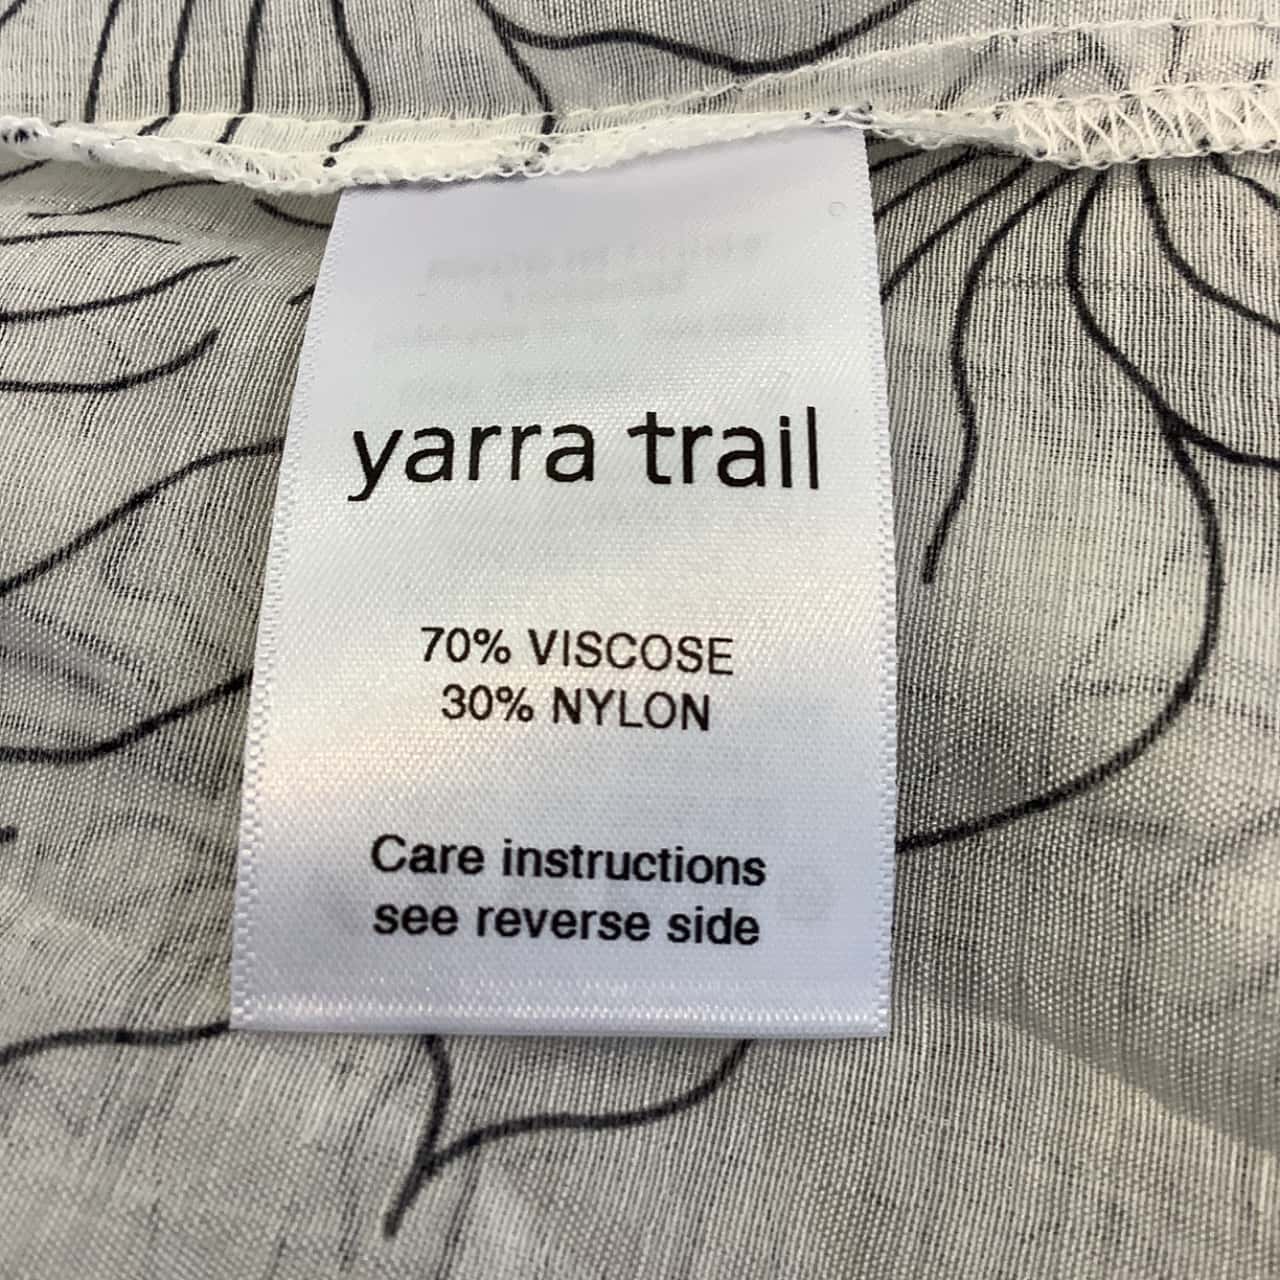 yarra trail
70% VISCOSE
30% NYLON
Care instructions
see reverse side